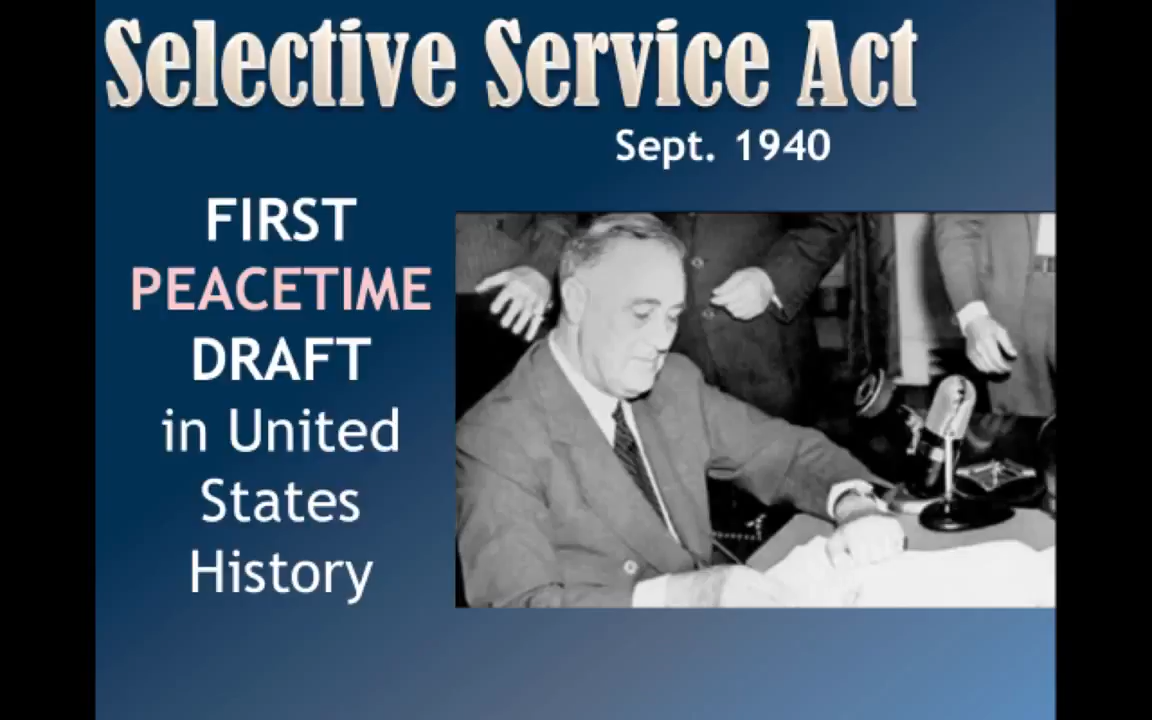 Selective Service Act
Sept. 1940
FIRST
PEACETIME
DRAFT
in United
States
History